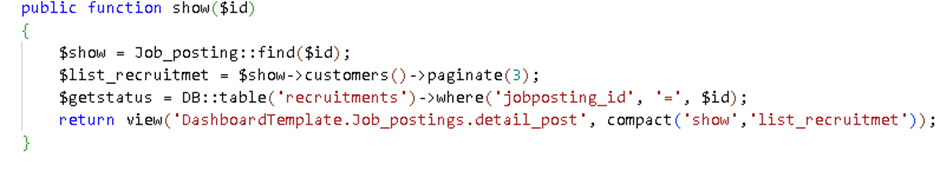 public function show($id)
{
$show = Job_posting::find($id);
$list_recruitmet = $show->customers()->paginate(3);
$getstatus = DB::table('recruitments')->where('jobposting_id', '=', $id);
return view('DashboardTemplate.Job_postings.detail_post', compact('show','list_recruitmet'));
}